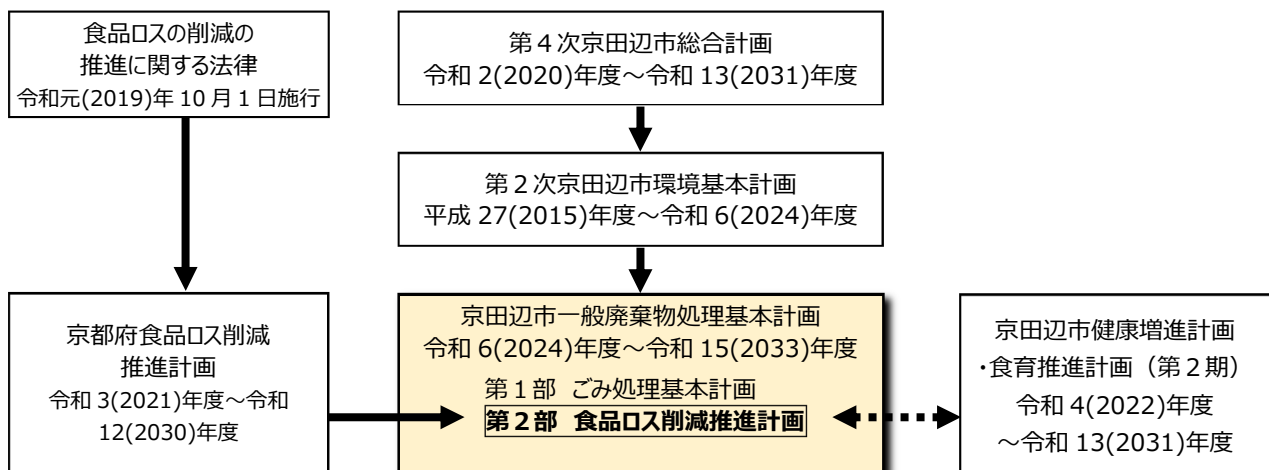 食品ロスの削減の
推進に関する法律
令和元(2019)年 10 月 1 日施行
第４次京田辺市総合計画
令和 2(2020)年度～令和 13(2031)年度
第２次京田辺市環境基本計画
平成 27(2015)年度～令和 6(2024)年度
京都府食品ロス削減
推進計画
令和 3(2021)年度～令和
12(2030)年度
京田辺市一般廃棄物処理基本計画
令和 6(2024)年度～令和 15(2033)年度
第１部 ごみ処理基本計画
第２部 食品ロス削減推進計画
京田辺市健康増進計画
・食育推進計画（第２期）
令和 4(2022)年度
～令和 13(2031)年度